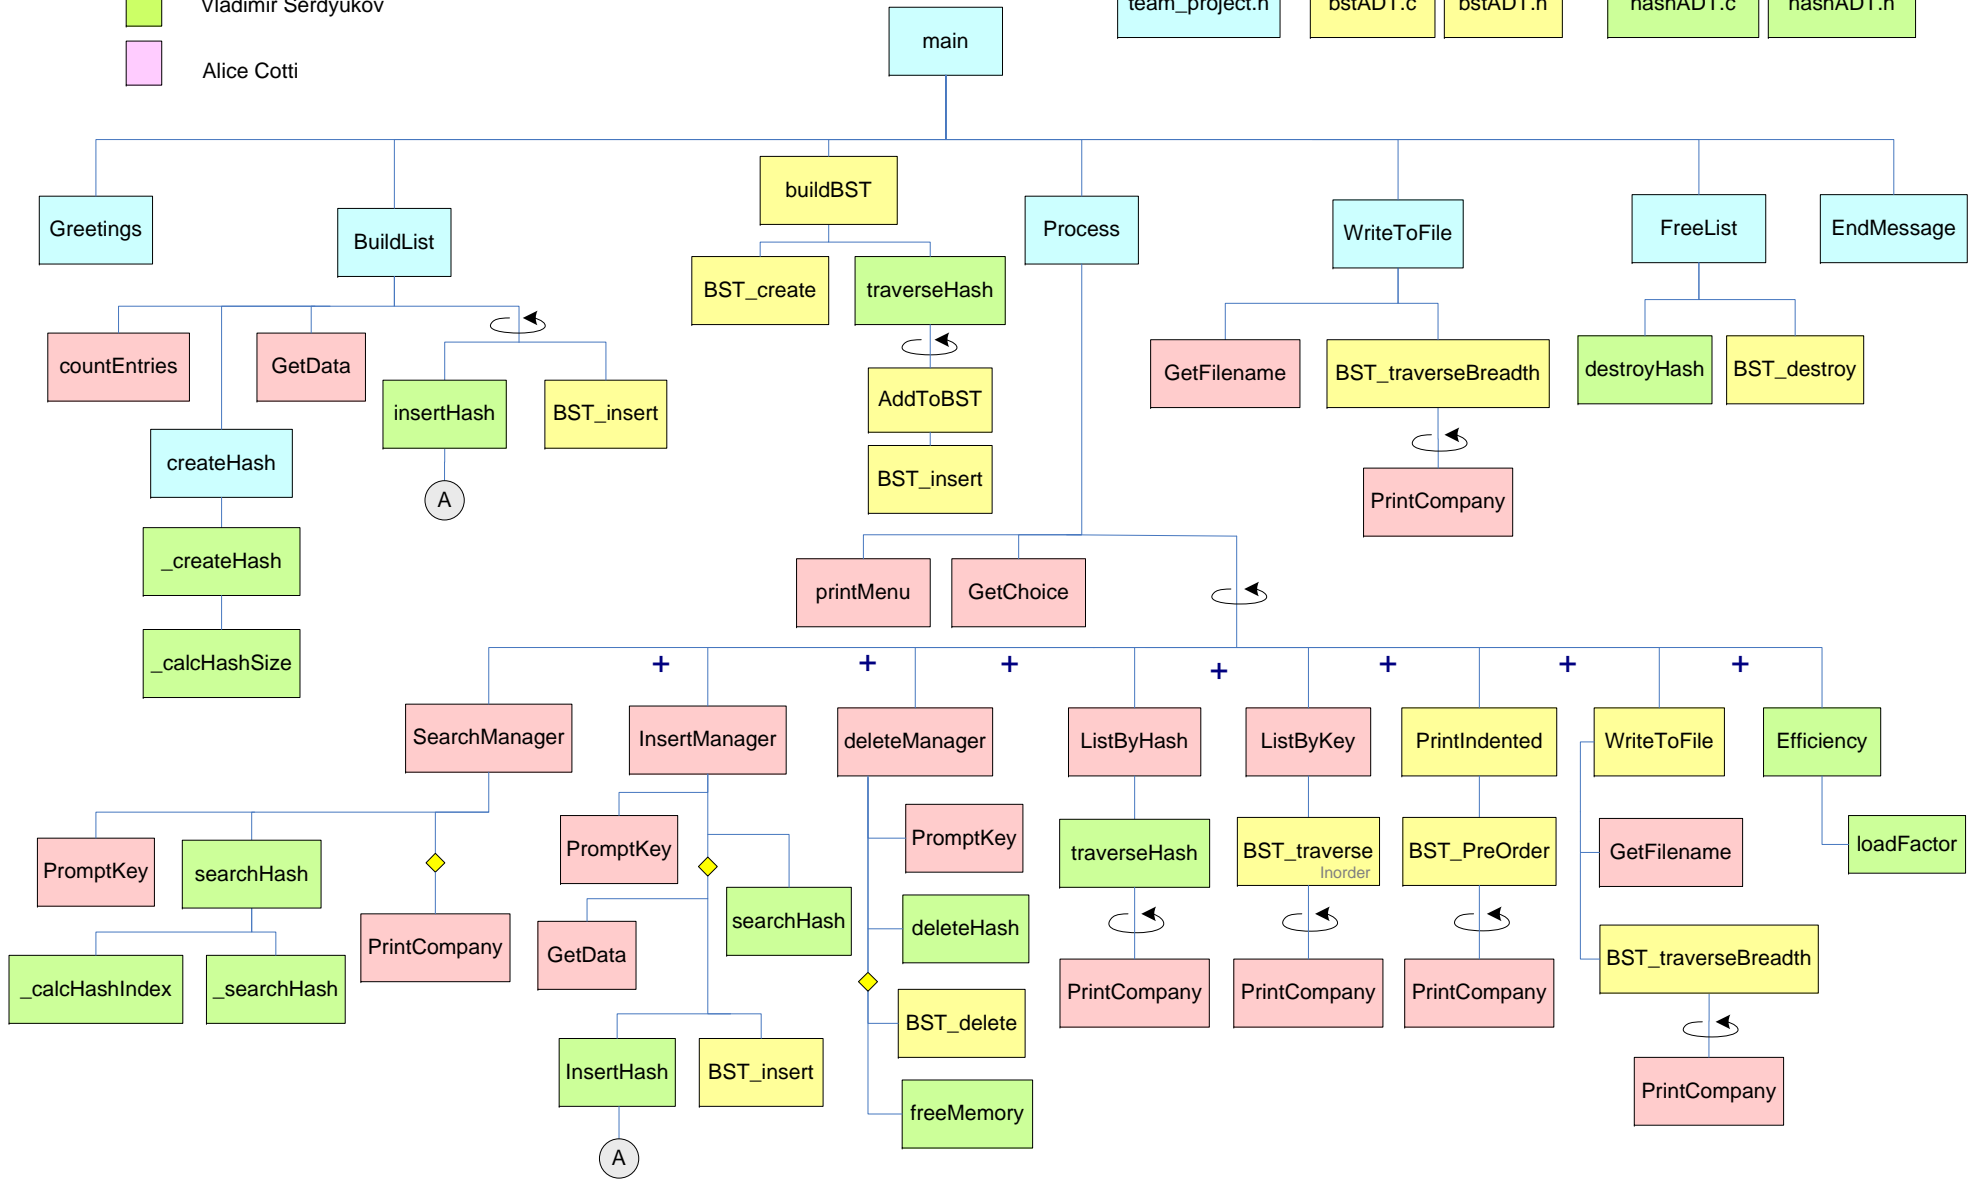 Vladimir Serdyukov
team_project.h
bstADT.c
bstADT.h
hashADT.c
hashADT.h
Alice Cotti
main
Greetings
BuildList
buildBST
Process
WriteToFile
FreeList
EndMessage
BST_create
traverseHash
countEntries
GetData
insertHash
BST_insert
AddToBST
BST_insert
GetFilename
BST_traverseBreadth
destroyHash
BST_destroy
createHash
A
PrintCompany
_createHash
printMenu
GetChoice
_calcHashSize
+
+
+
+
+
+
+
SearchManager
InsertManager
deleteManager
ListByHash
ListByKey
PrintIndented
WriteToFile
Efficiency
PromptKey
searchHash
PromptKey
PromptKey
traverseHash
BST_traverse
Inorder
BST_PreOrder
GetFilename
loadFactor
PrintCompany
GetData
searchHash
deleteHash
BST_traverseBreadth
_calcHashIndex
_searchHash
PrintCompany
PrintCompany
PrintCompany
InsertHash
BST_insert
BST_delete
freeMemory
PrintCompany
A